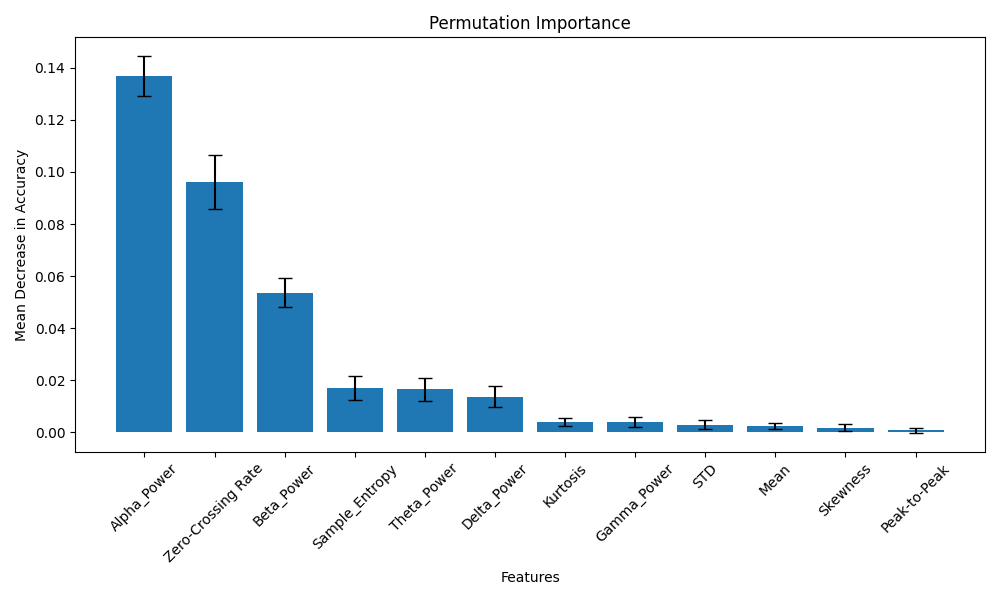 Permutation Importance
Mean Decrease in Accuracy
0.14
0.12
0.10
0.08
0.06
0.04
0.02
0.00
Alpha_Power
Zero-Crossing Rate
Beta_Power
Sample_Entropy
Theta_Power
Delta_Power
Kurtosis
Gamma_Power
STD
Mean
Skewness
Peak-to-Peak
Features